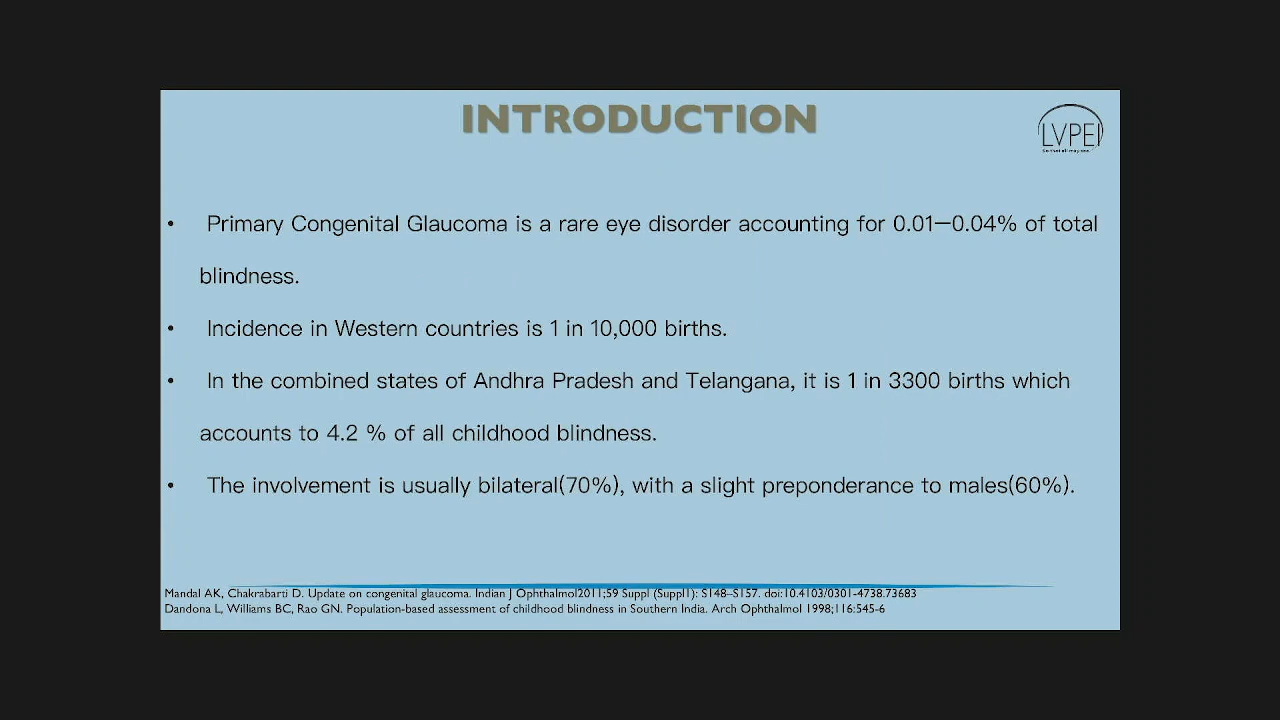 INTRODUCTION
LVPEI
So that all may see
• Primary Congenital Glaucoma is a rare eye disorder accounting for 0.01–0.04% of total
blindness.
• Incidence in Western countries is 1 in 10,000 births.
• In the combined states of Andhra Pradesh and Telangana, it is 1 in 3300 births which
accounts to 4.2 % of all childhood blindness.
• The involvement is usually bilateral(70%), with a slight preponderance to males(60%).
Mandal AK, Chakrabarti D. Update on congenital glaucoma. Indian J Ophthalmol2011;59 Suppl (Suppl1): S148–S157. doi:10.4103/0301-4738.73683
Dandona L, Williams BC, Rao GN. Population-based assessment of childhood blindness in Southern India. Arch Ophthalmol 1998;116:545-6